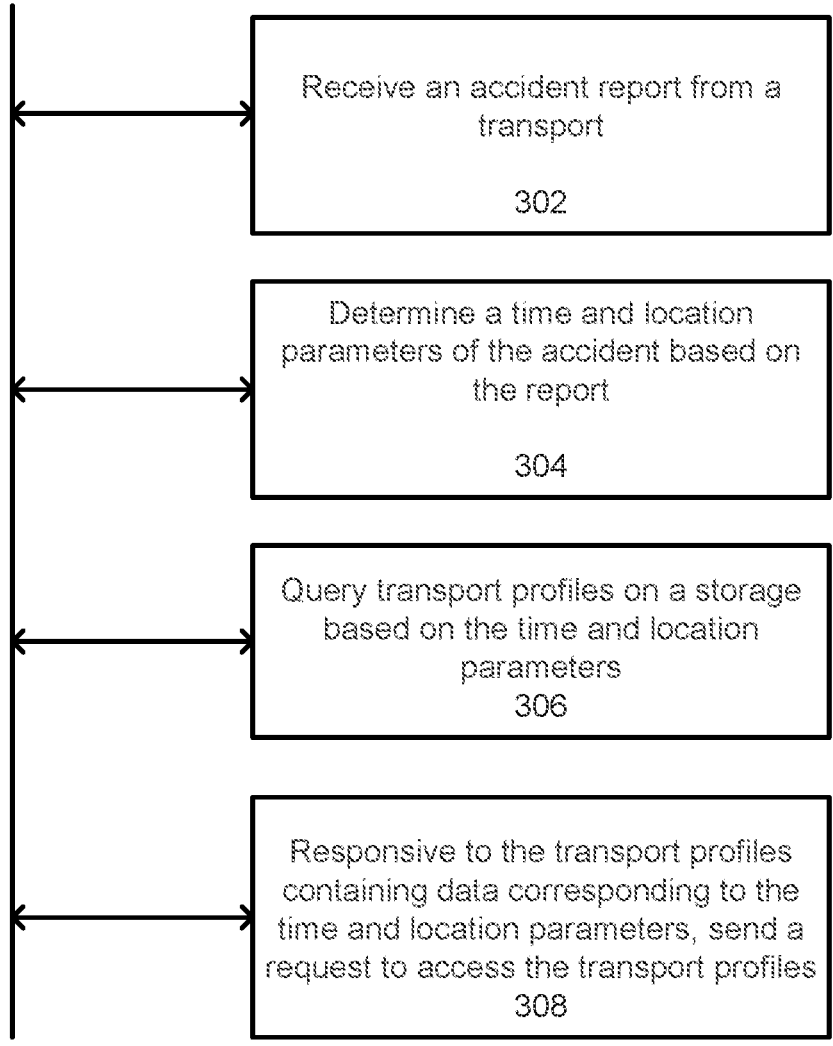 Receive an accident report from a
transport
302
Determine a time and location
parameters of the accident based on
the report
304
Query transport profiles on a storage
based on the time and location
parameters
306
Responsive to the transport profiles
containing data corresponding to the
time and location parameters, send a
request to access the transport profiles
308